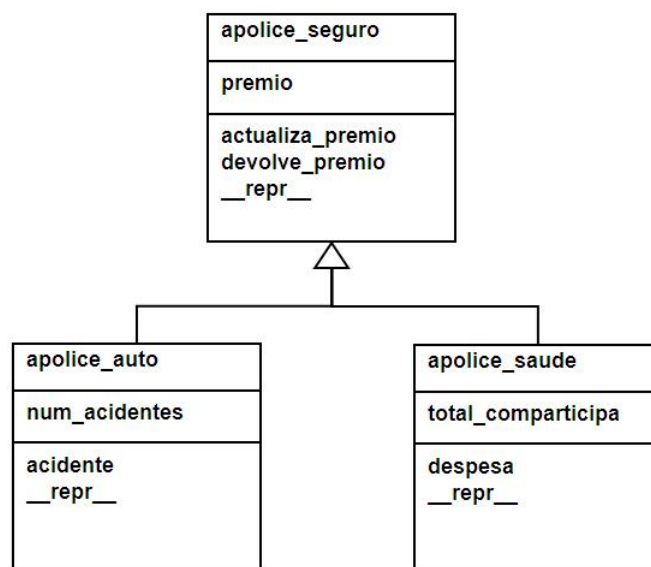 apolice_seguro
premio
actualiza_premio
devolve_premio
__repr__
apolice_auto
num_acidentes
acidente
__repr__
apolice_saude
total_comparticipa
despesa
__repr__